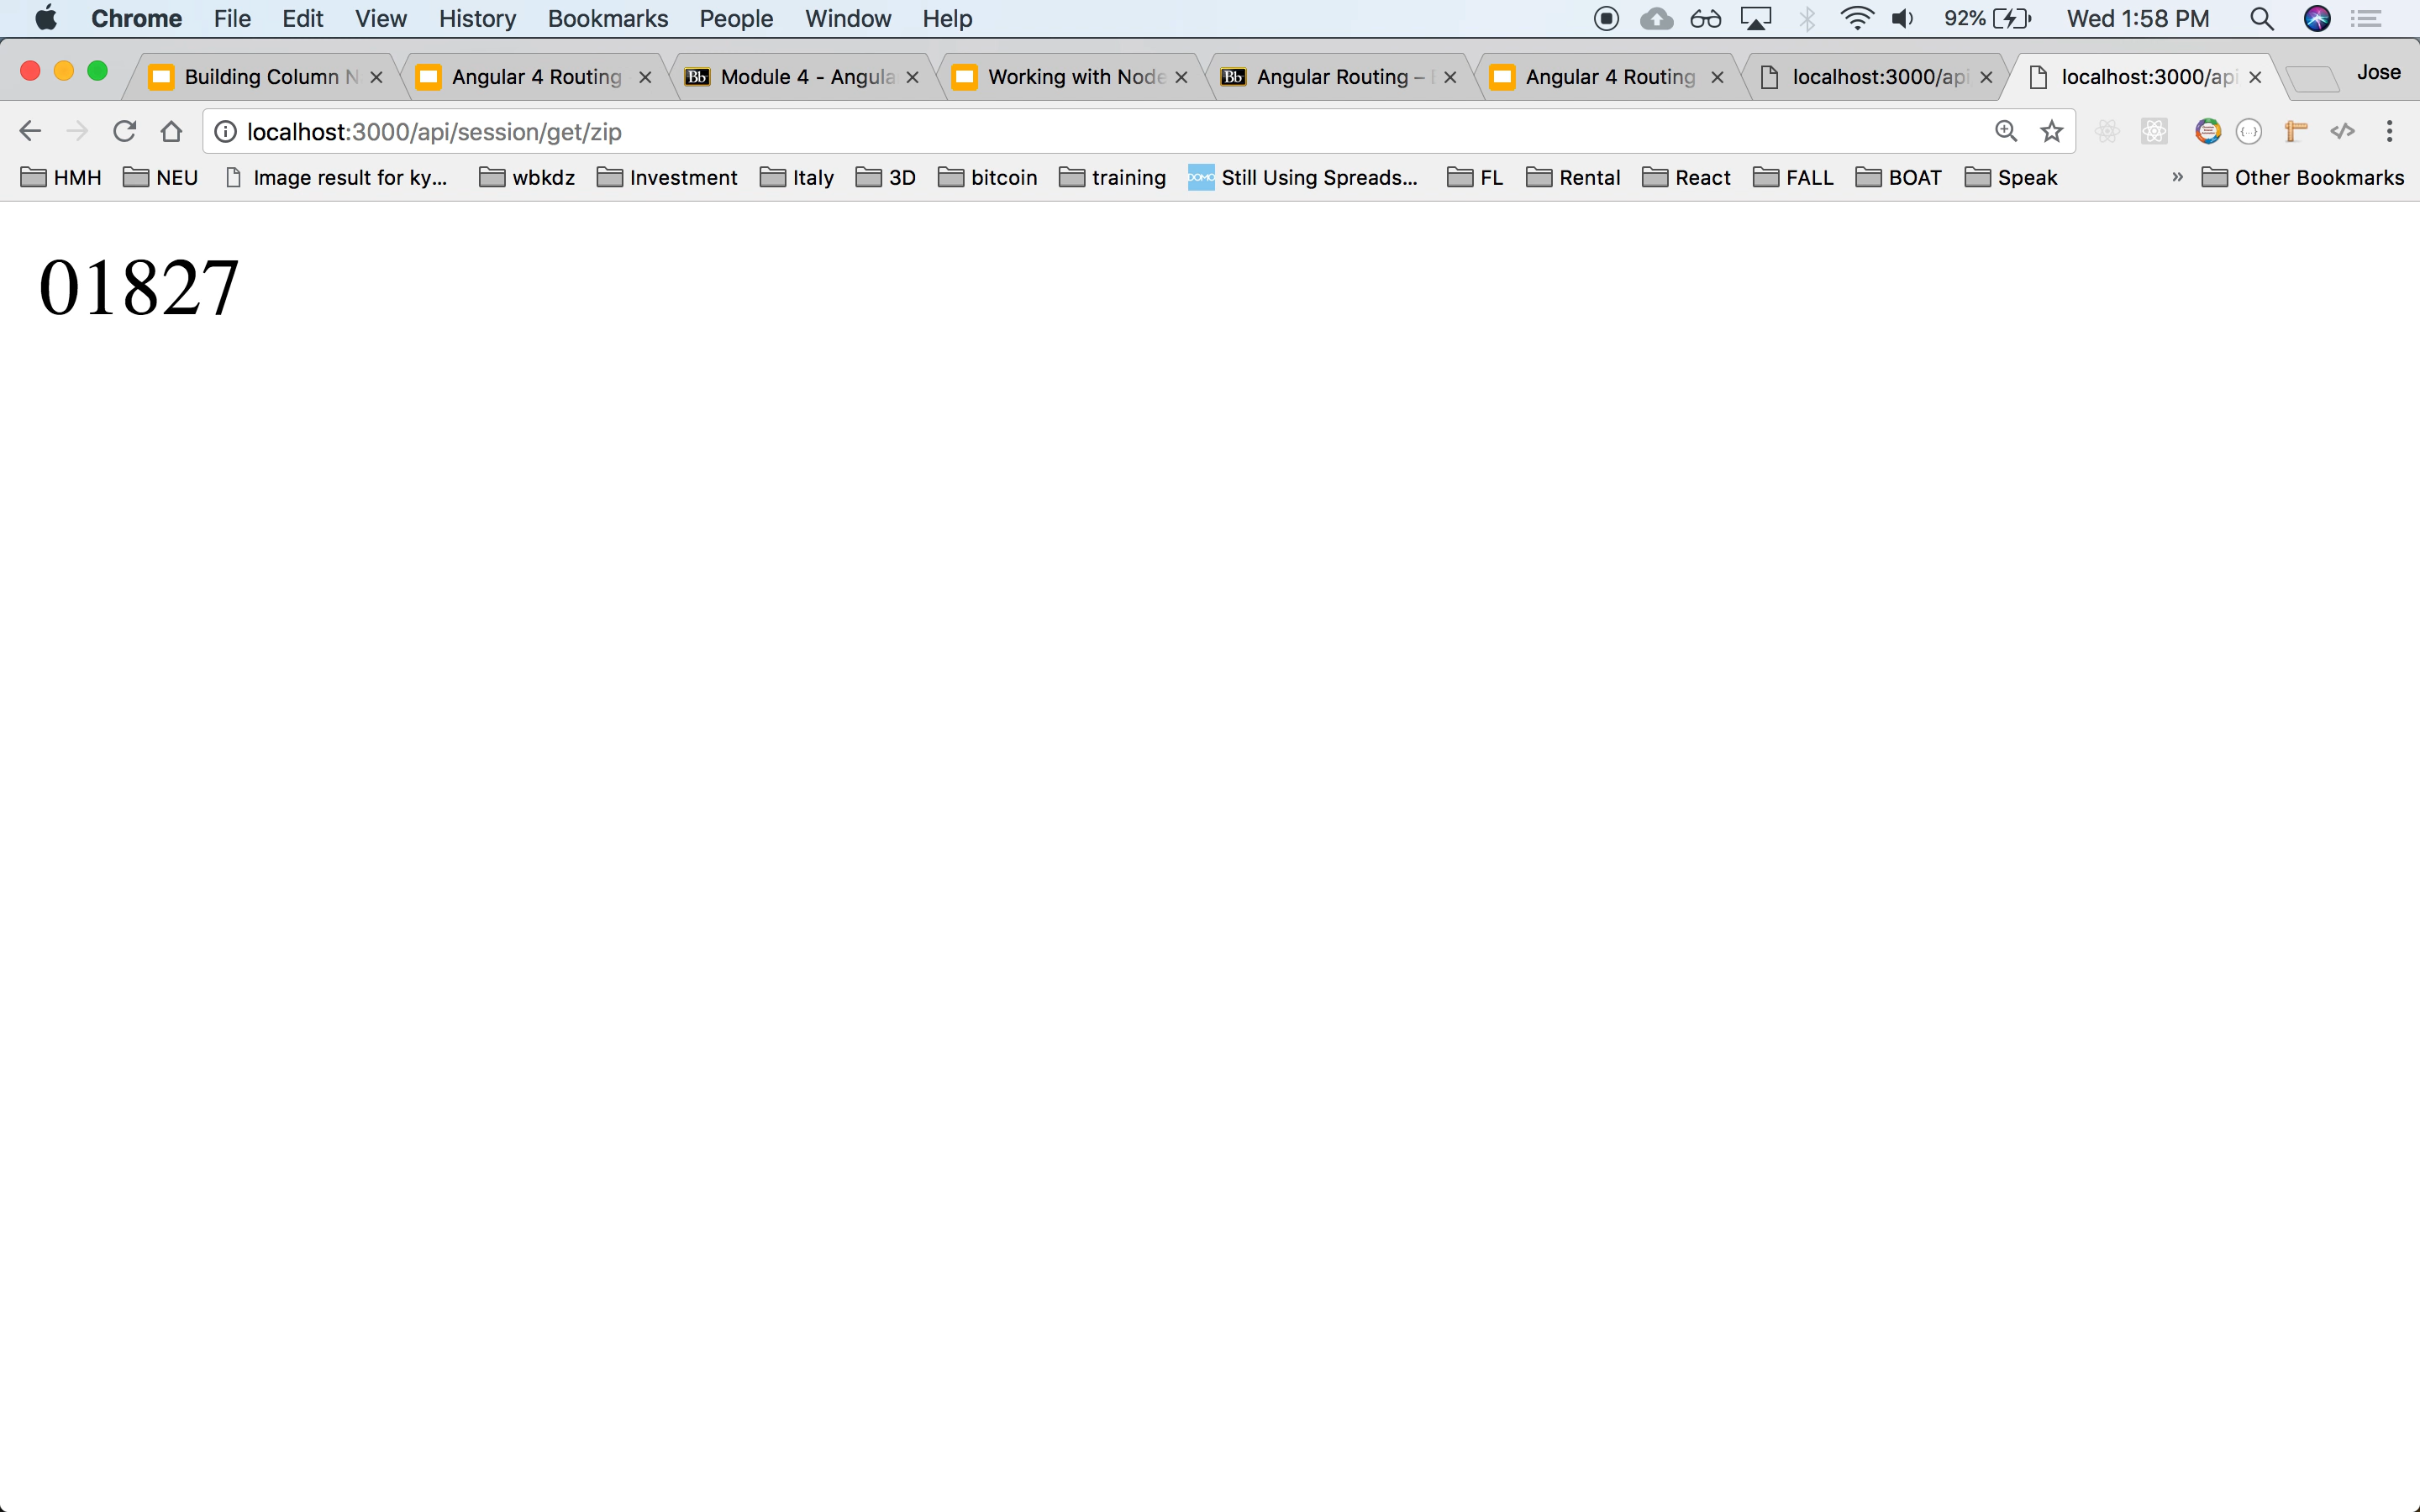 Chrome File Edit View History Bookmarks People Window Help 92% Wed 1:58 PM
Building Column N Angular 4 Routing Bb Module 4 - Angula Working with Node Bb Angular Routing – Angular 4 Routing localhost:3000/api localhost:3000/api Jose
localhost:3000/api/session/get/zip
HMH NEU Image result for ky... wbkdz Investment Italy 3D bitcoin training DOMO Still Using Spreads... FL Rental React FALL BOAT Speak » Other Bookmarks
01827